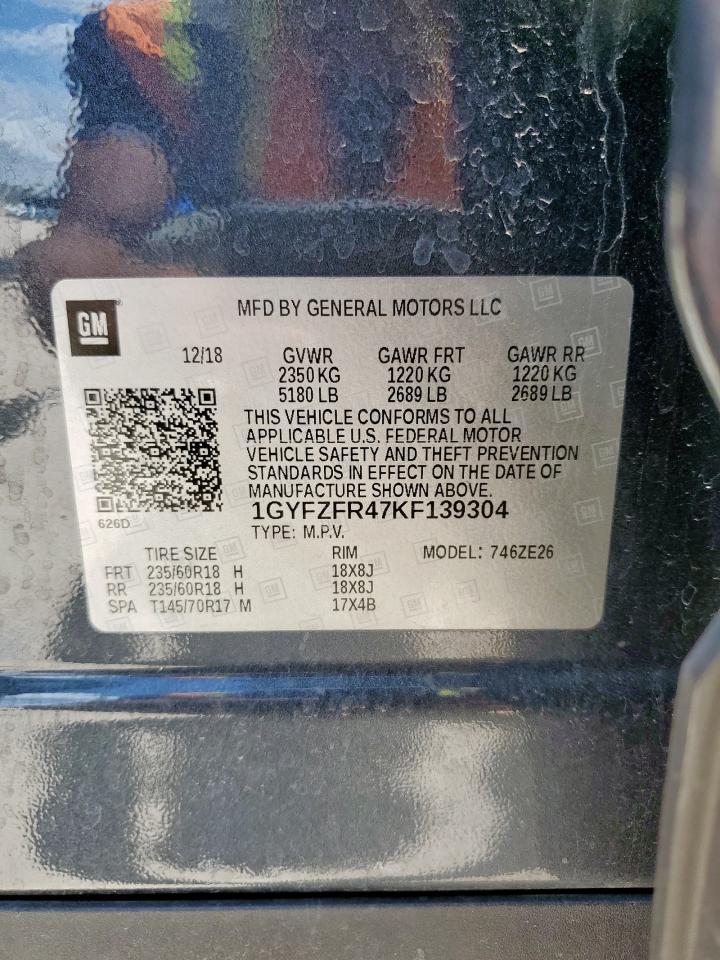 GM
MFD BY GENERAL MOTORS LLC
12/18 GVWR GAWR FRT GAWR RR
2350 KG 1220 KG 1220 KG
5180 LB 2689 LB 2689 LB
THIS VEHICLE CONFORMS TO ALL
APPLICABLE U.S. FEDERAL MOTOR
VEHICLE SAFETY AND THEFT PREVENTION
STANDARDS IN EFFECT ON THE DATE OF
MANUFACTURE SHOWN ABOVE.
626D
1GYFZFR47KF139304
TYPE: M.P.V.
TIRE SIZE RIM MODEL: 746ZE26
FRT 235/60R18 H 18X8J
RR 235/60R18 H 18X8J
SPA T145/70R17 M 17X4B